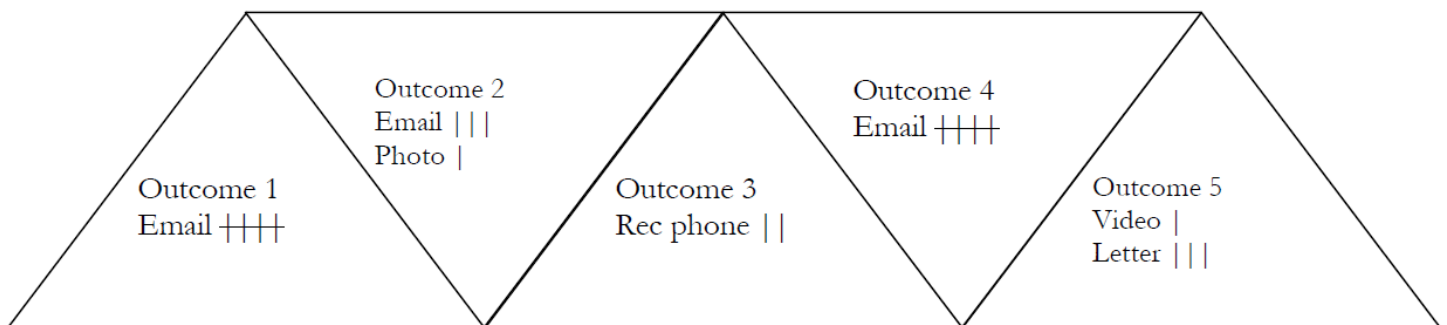 Outcome 1
Email ++++
Outcome 2
Email |||
Photo |
Outcome 3
Rec phone ||
Outcome 4
Email ++++
Outcome 5
Video |
Letter |||